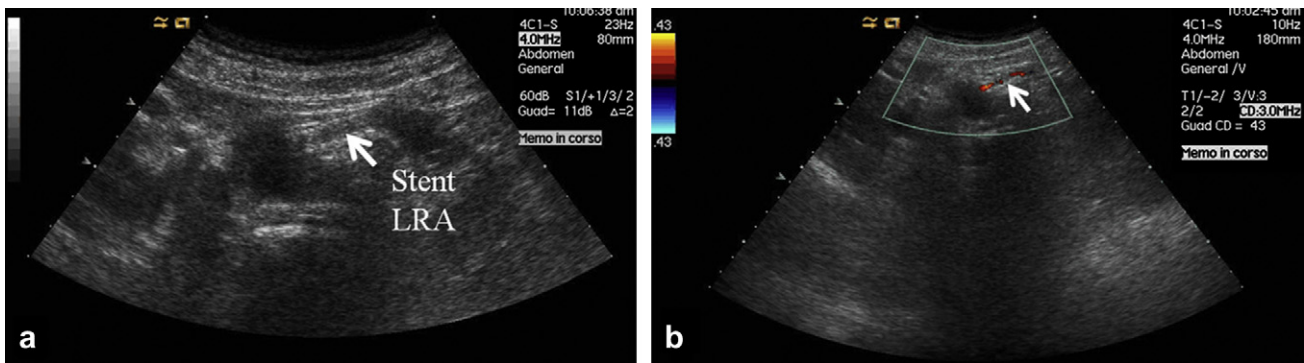 10:06:38 am
4C1-S 23Hz
4.0MHz 80mm
Abdomen
General
60dB S1/+1/3/ 2
Guad= 11dB Δ=2
Memo in corso
Stent
LRA
a
.43
.43
10:02:45 am
4C1-S 10Hz
4.0MHz 180mm
Abdomen
General /V
T1/-2/ 3/V:3
2/2 CD:3.0MHz
Guad CD = 43
Memo in corso
b